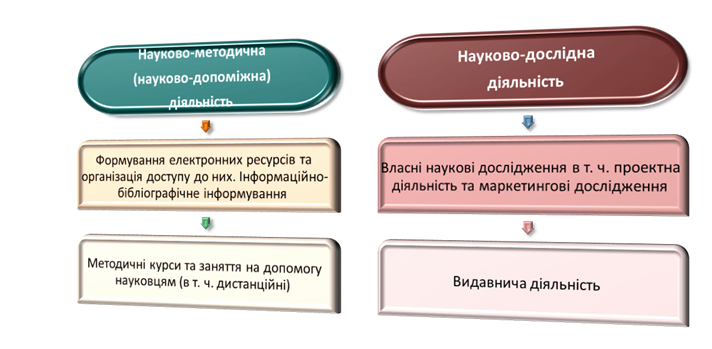 Науково-методична
(науково-допоміжна)
діяльність
Формування електронних ресурсів та
організація доступу до них. Інформаційно-
бібліографічне інформування
Методичні курси та заняття на допомогу
науковцям (в т. ч. дистанційні)
Науково-дослідна
діяльність
Власні наукові дослідження в т. ч. проектна
діяльність та маркетингові дослідження
Видавнича діяльність